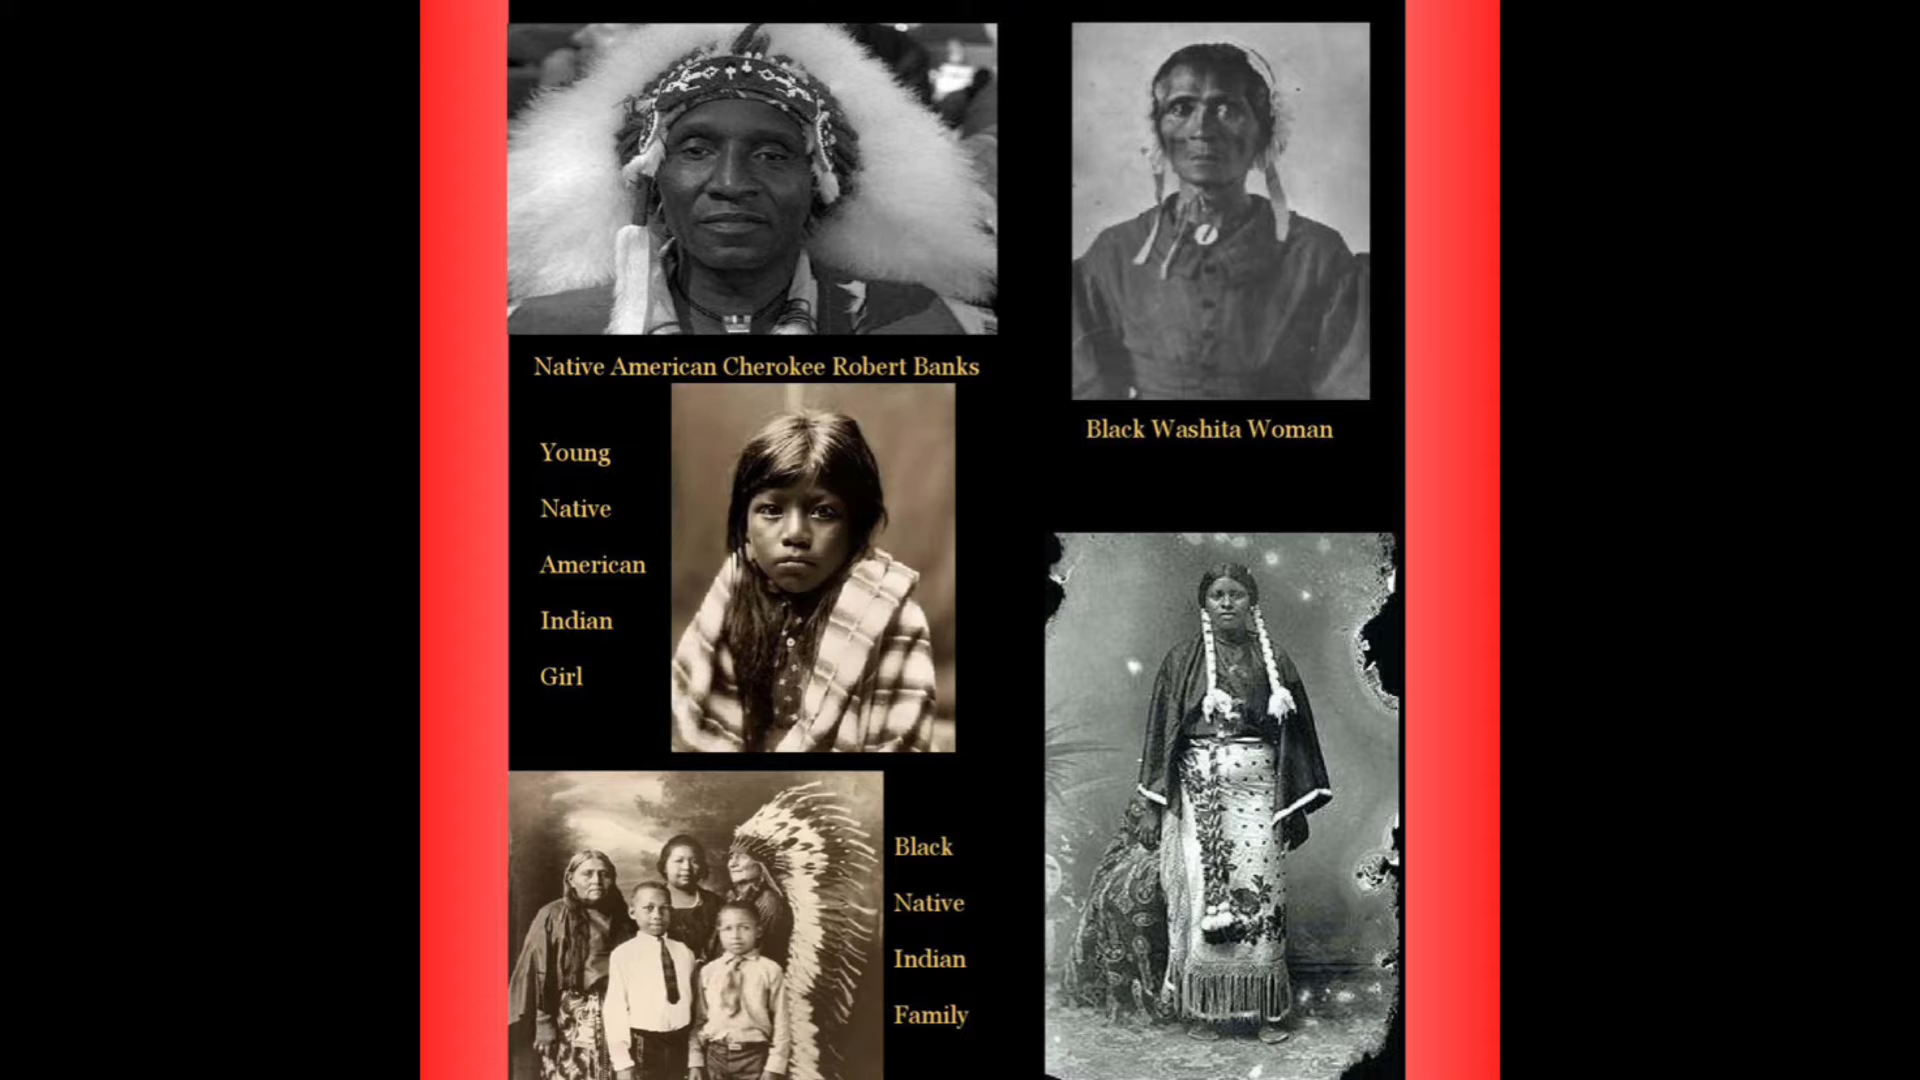 Native American Cherokee Robert Banks
Black Washita Woman
Young
Native
American
Indian
Girl
Black
Native
Indian
Family